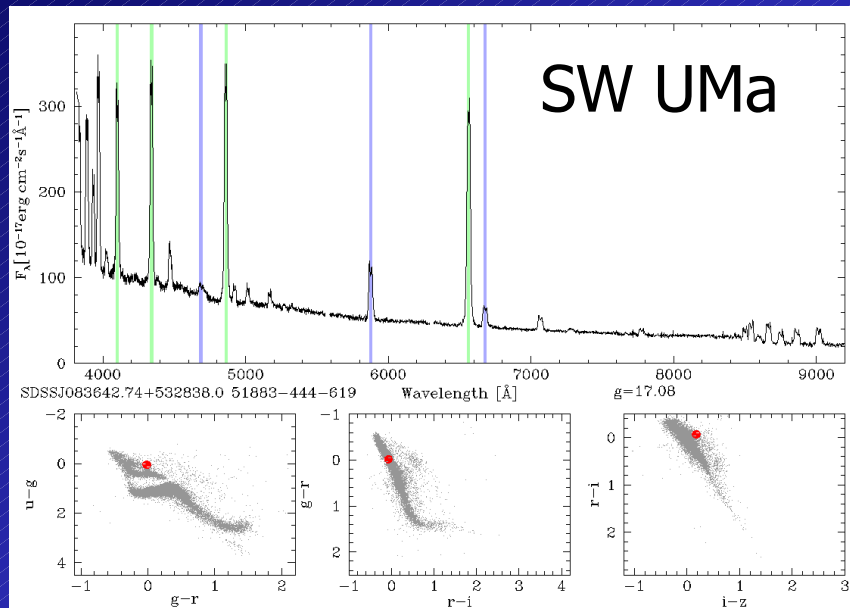 SW UMa
300
200
100
0
F_λ[10⁻¹⁷erg cm⁻²s⁻¹Å⁻¹]
4000 5000 6000 7000 8000 9000
SDSSJ083642.74+532838.0 51883-444-619 Wavelength [Å] g=17.08
-2
0
2
4
u-g
-1 0 1 2
g-r
-1
0
1
2
g-r
-1 0 1 2 3 4
r-i
0
1
2
r-i
-1 0 1 2 3
i-z